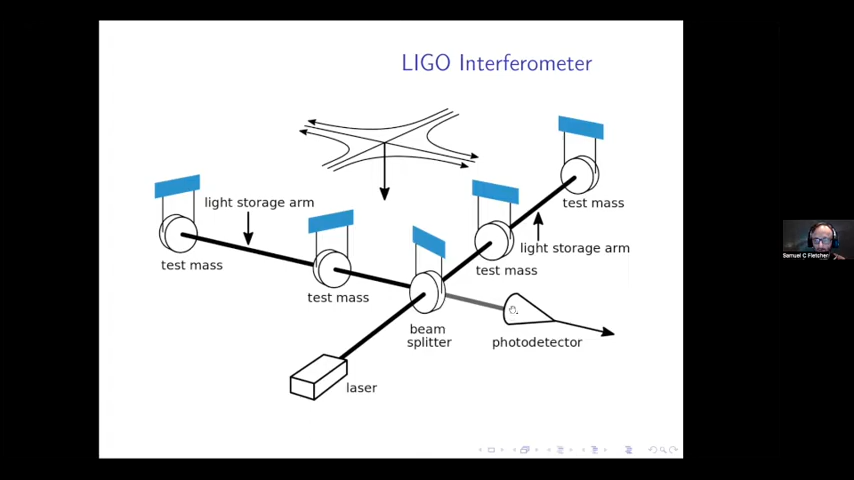 LIGO Interferometer
light storage arm
test mass
test mass
test mass
light storage arm
test mass
beam
splitter
photodetector
laser
Samuel C Fletcher